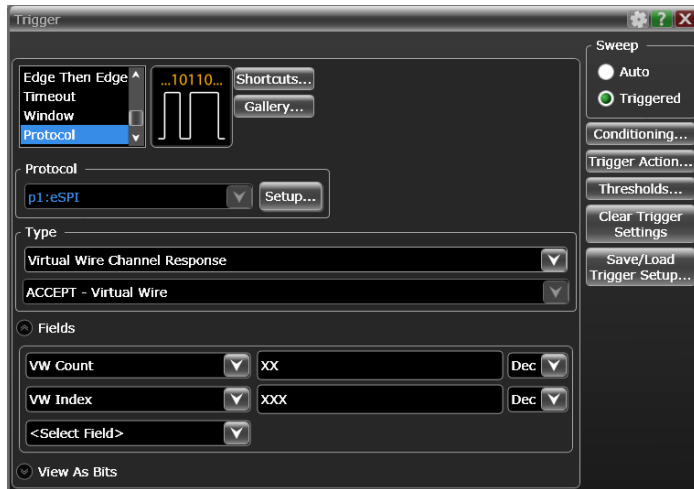 Trigger
?
X
Edge Then Edge
Timeout
Window
Protocol
...10110...
Shortcuts...
Gallery...
Sweep
Auto
Triggered
Conditioning...
Trigger Action...
Thresholds...
Clear Trigger
Settings
Save/Load
Trigger Setup...
Protocol
p1:eSPI
Setup...
Type
Virtual Wire Channel Response
ACCEPT - Virtual Wire
Fields
VW Count
XX
Dec
VW Index
XXX
Dec
<Select Field>
View As Bits